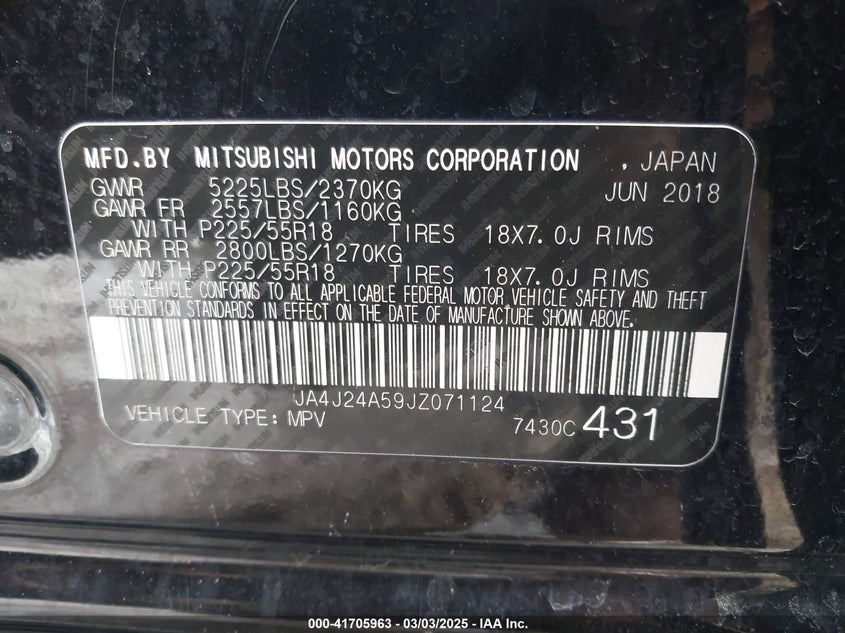 MFD.BY MITSUBISHI MOTORS CORPORATION , JAPAN
GVWR 5225LBS/2370KG JUN 2018
GAWR FR 2557LBS/1160KG
WITH P225/55R18 TIRES 18X7.0J RIMS
GAWR RR 2800LBS/1270KG
WITH P225/55R18 TIRES 18X7.0J RIMS
THIS VEHICLE CONFORMS TO ALL APPLICABLE FEDERAL MOTOR VEHICLE SAFETY AND THEFT
PREVENTION STANDARDS IN EFFECT ON THE DATE OF MANUFACTURE SHOWN ABOVE.
JA4J24A59JZ071124
VEHICLE TYPE: MPV 7430C 431
000-41705963 - 03/03/2025 - IAA Inc.